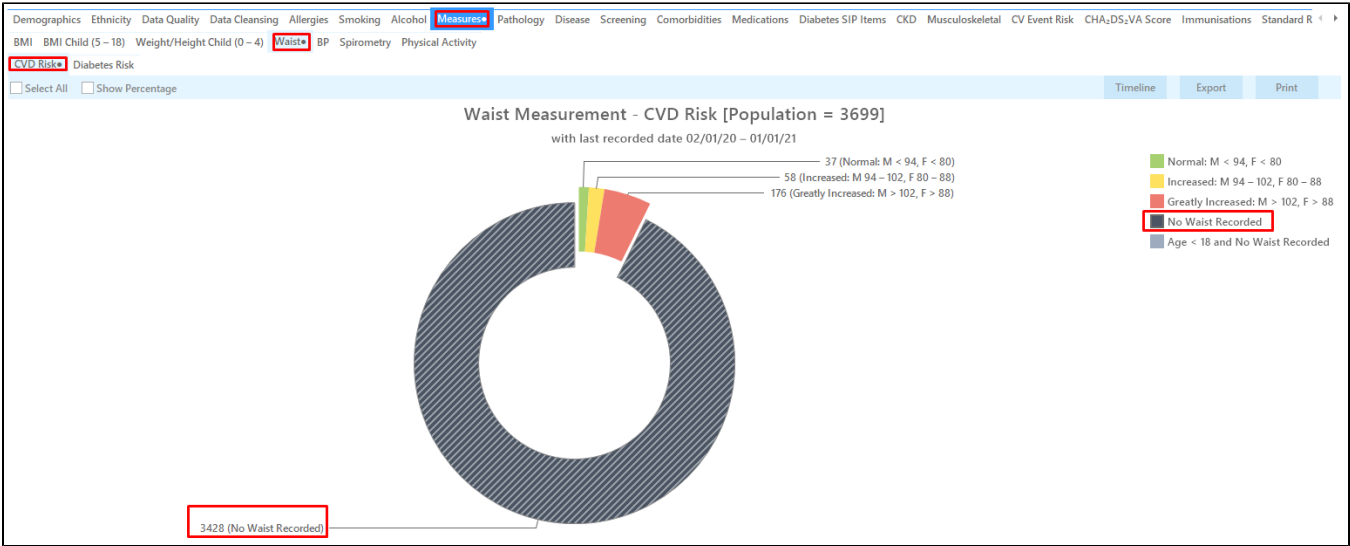 Demographics Ethnicity Data Quality Data Cleansing Allergies Smoking Alcohol Measures• Pathology Disease Screening Comorbidities Medications Diabetes SIP Items CKD Musculoskeletal CV Event Risk CHA₂DS₂VA Score Immunisations Standard R
BMI BMI Child (5 – 18) Weight/Height Child (0 – 4) Waist• BP Spirometry Physical Activity
CVD Risk• Diabetes Risk
Select All Show Percentage Timeline Export Print
Waist Measurement - CVD Risk [Population = 3699]
with last recorded date 02/01/20 – 01/01/21
37 (Normal: M < 94, F < 80)
58 (Increased: M 94 – 102, F 80 – 88)
176 (Greatly Increased: M > 102, F > 88)
Normal: M < 94, F < 80
Increased: M 94 – 102, F 80 – 88
Greatly Increased: M > 102, F > 88
No Waist Recorded
Age < 18 and No Waist Recorded
3428 (No Waist Recorded)